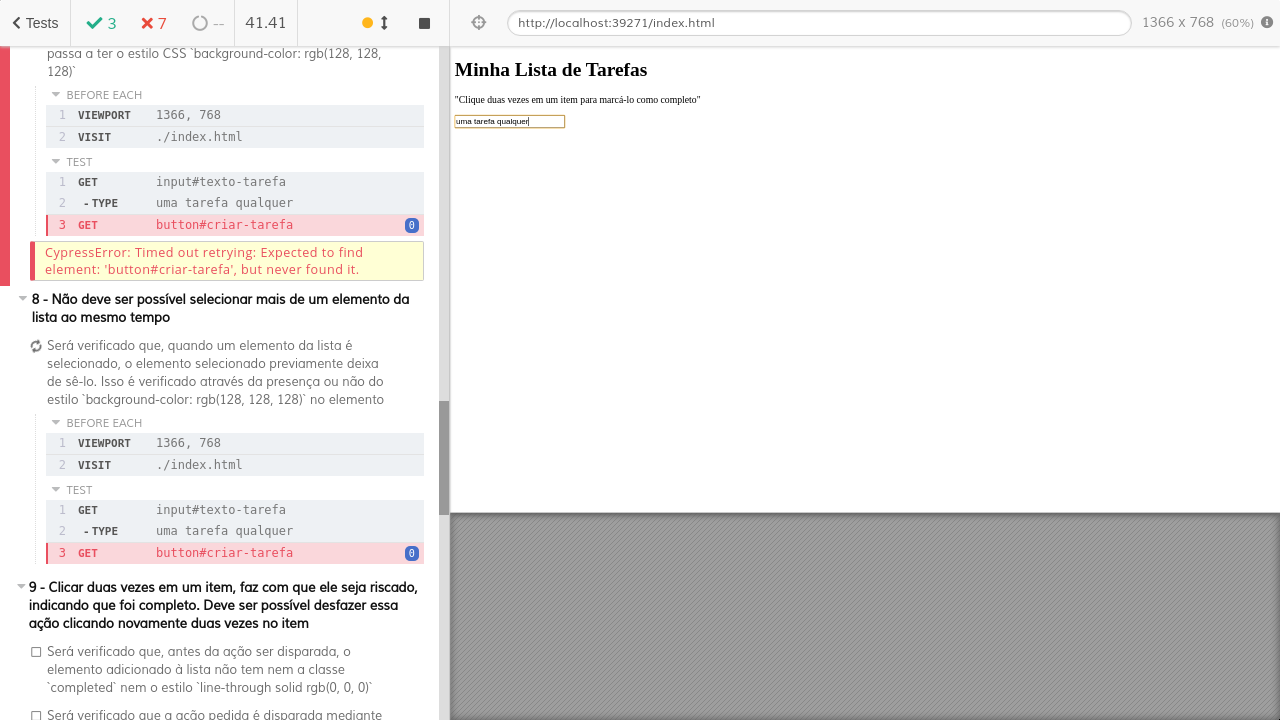 Tests
3
7
--
41.41
http://localhost:39271/index.html
1366 x 768 (60%)
passa a ter o estilo CSS `background-color: rgb(128, 128,
128)`
BEFORE EACH
1 VIEWPORT 1366, 768
2 VISIT ./index.html
TEST
1 GET input#texto-tarefa
2 -TYPE uma tarefa qualquer
3 GET button#criar-tarefa 0
CypressError: Timed out retrying: Expected to find
element: 'button#criar-tarefa', but never found it.
8 - Não deve ser possível selecionar mais de um elemento da
lista ao mesmo tempo
Será verificado que, quando um elemento da lista é
selecionado, o elemento selecionado previamente deixa
de sê-lo. Isso é verificado através da presença ou não do
estilo `background-color: rgb(128, 128, 128)` no elemento
BEFORE EACH
1 VIEWPORT 1366, 768
2 VISIT ./index.html
TEST
1 GET input#texto-tarefa
2 -TYPE uma tarefa qualquer
3 GET button#criar-tarefa 0
9 - Clicar duas vezes em um item, faz com que ele seja riscado,
indicando que foi completo. Deve ser possível desfazer essa
ação clicando novamente duas vezes no item
Será verificado que, antes da ação ser disparada, o
elemento adicionado à lista não tem nem a classe
`completed` nem o estilo `line-through solid rgb(0, 0, 0)`
Será verificado que a ação pedida é disparada mediante
Minha Lista de Tarefas
"Clique duas vezes em um item para marcá-lo como completo"
uma tarefa qualquer